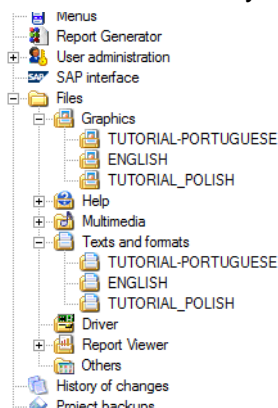 Menus
Report Generator
User administration
SAP SAP interface
Files
Graphics
TUTORIAL-PORTUGUESE
ENGLISH
TUTORIAL_POLISH
Help
Multimedia
Texts and formats
TUTORIAL-PORTUGUESE
ENGLISH
TUTORIAL_POLISH
Driver
Report Viewer
Others
History of changes
Project backups